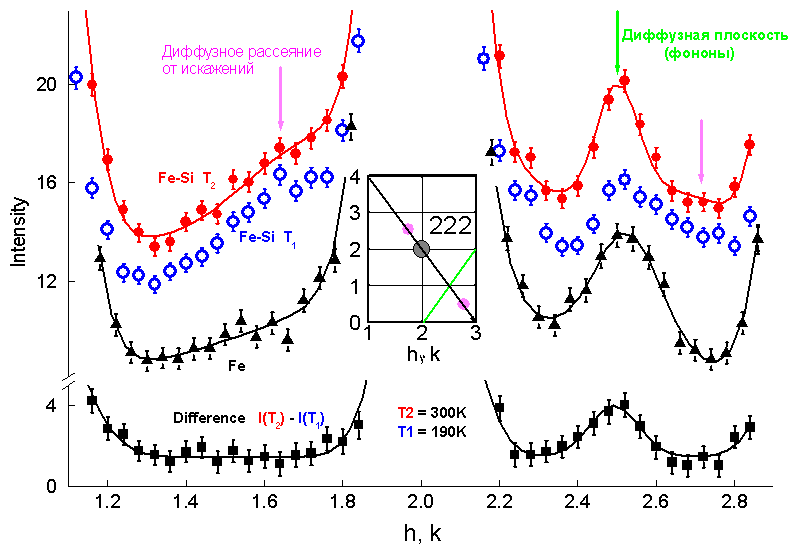 Диффузное рассеяние
от искажений
Диффузная плоскость
(фононы)
Intensity
20
16
12
4
0
Fe-Si T2
Fe-Si T1
Fe
4
3
2
1
0
222
1
2
3
h, k
Difference I(T2) - I(T1)
T2 = 300K
T1 = 190K
1.2
1.4
1.6
1.8
2.0
2.2
2.4
2.6
2.8
h, k